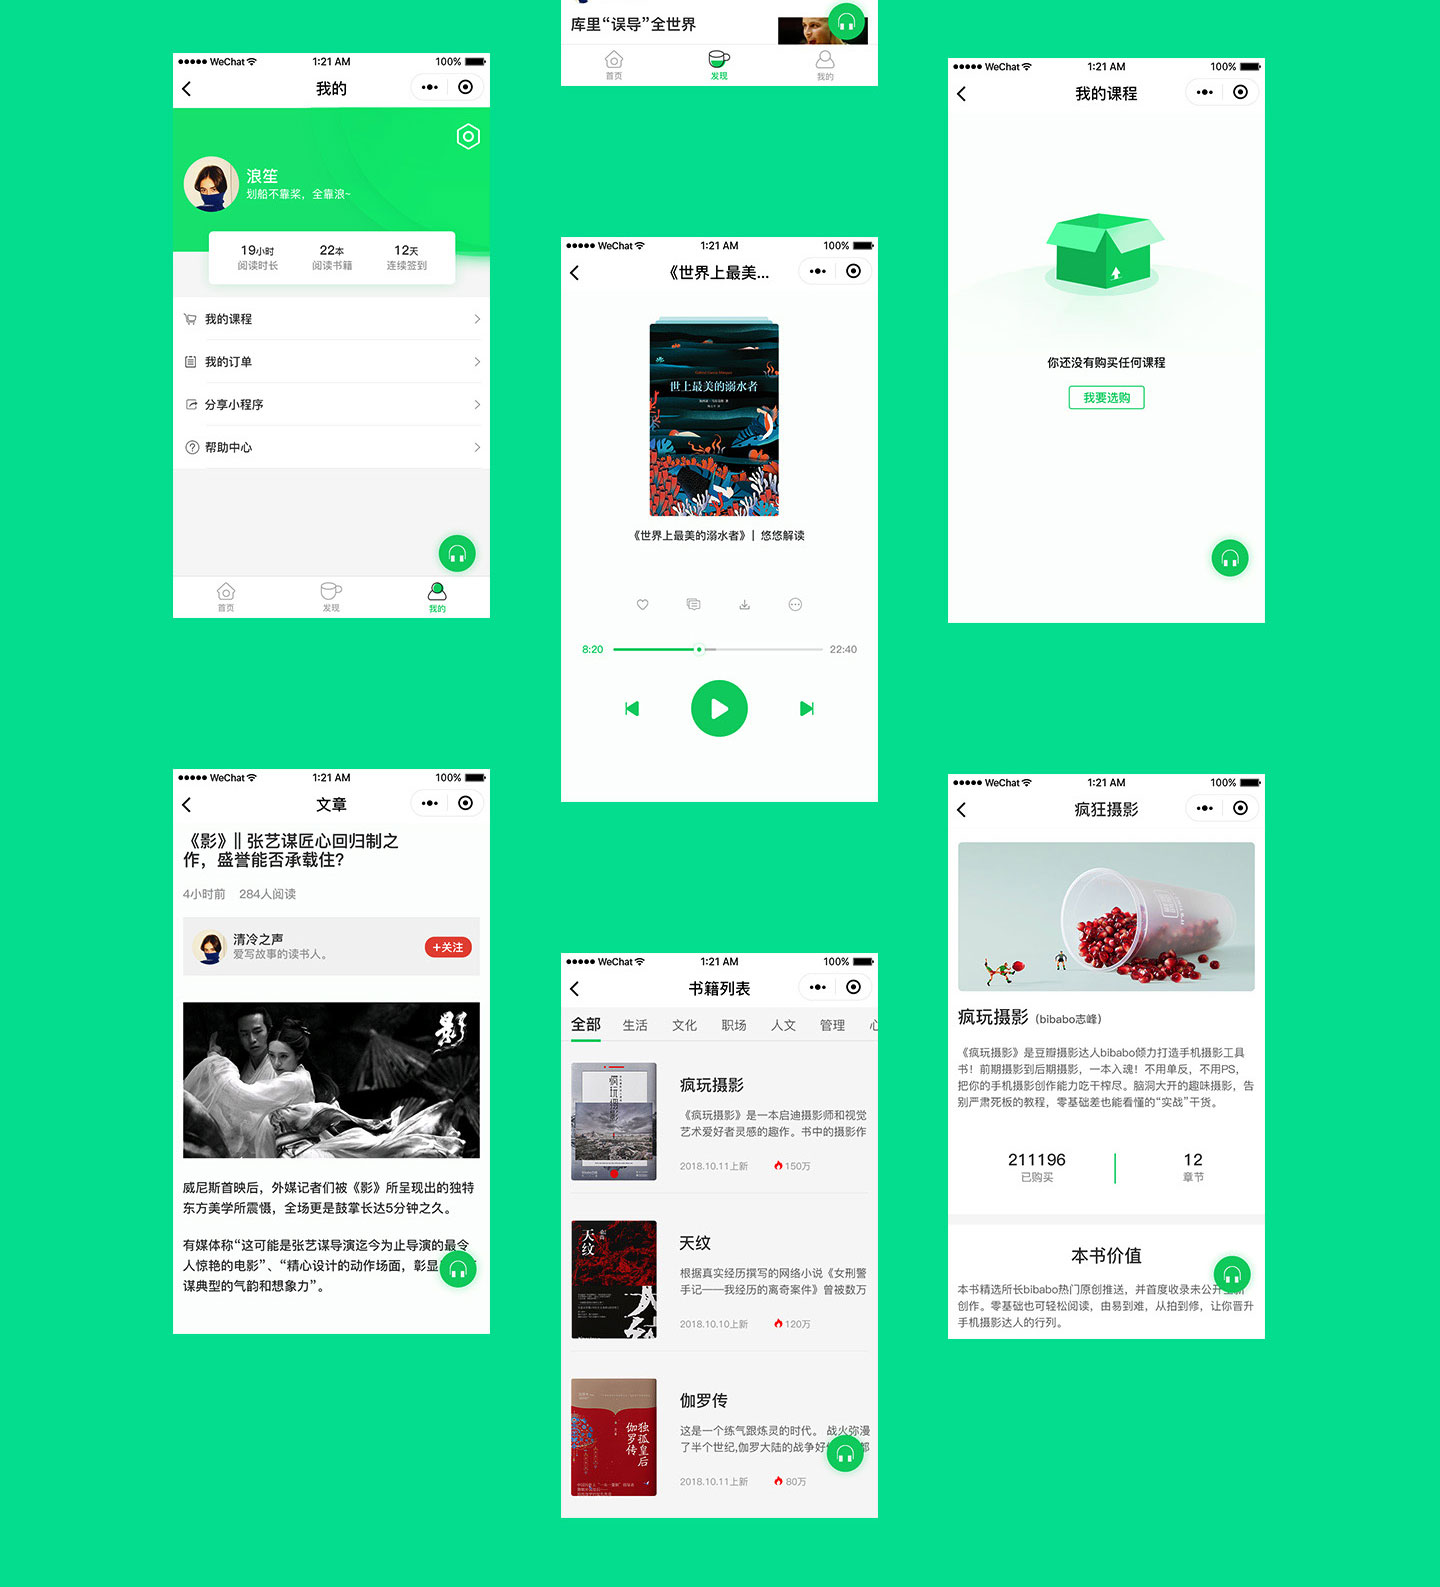 ●●●●● WeChat 1:21 AM 100%
我的
浪笙
划船不靠桨，全靠浪~
19小时 22本 12天
阅读时长 阅读书籍 连续签到
我的课程
我的订单
分享小程序
帮助中心
首页 发现 我的
库里“误导”全世界
首页 发现 我的
●●●●● WeChat 1:21 AM 100%
我的课程
你还没有购买任何课程
我要选购
●●●●● WeChat 1:21 AM 100%
《世界上最美...
世上最美的溺水者
《世界上最美的溺水者》| 悠悠解读
8:20 22:40
●●●●● WeChat 1:21 AM 100%
文章
《影》|| 张艺谋匠心回归制之
作，盛誉能否承载住？
4小时前 284人阅读
清冷之声
爱写故事的读书人。
+关注
影
威尼斯首映后，外媒记者们被《影》所呈现出的独特
东方美学所震慑，全场更是鼓掌长达5分钟之久。
有媒体称“这可能是张艺谋导演迄今为止导演的最令
人惊艳的电影”、“精心设计的动作场面，彰显
谋典型的气韵和想象力”。
●●●●● WeChat 1:21 AM 100%
书籍列表
全部 生活 文化 职场 人文 管理 心
疯玩摄影
疯玩摄影
《疯玩摄影》是一本启迪摄影师和视觉
艺术爱好者灵感的趣作。书中的摄影作
2018.10.11上新 150万
天纹
天纹
根据真实经历撰写的网络小说《女刑警
手记——我经历的离奇案件》曾被数万
2018.10.10上新 120万
独孤皇后
伽罗传
伽罗传
这是一个练气跟炼灵的时代。 战火弥漫
了半个世纪,伽罗大陆的战争好 都
2018.10.11上新 80万
●●●●● WeChat 1:21 AM 100%
疯狂摄影
疯玩摄影 (bibabo志峰)
《疯玩摄影》是豆瓣摄影达人bibabo倾力打造手机摄影工具
书！前期摄影到后期摄影，一本入魂！不用单反，不用PS，
把你的手机摄影创作能力吃干榨尽。脑洞大开的趣味摄影，告
别严肃死板的教程，零基础差也能看懂的“实战”干货。
211196 12
已购买 章节
本书价值
本书精选所长bibabo热门原创推送，并首度收录未公开 新
创作。零基础也可轻松阅读，由易到难，从拍到修，让你晋升
手机摄影达人的行列。